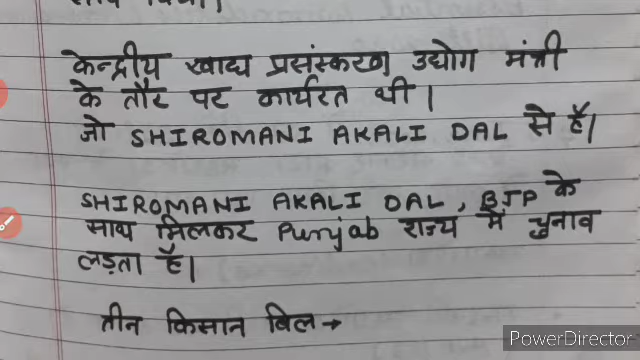 केन्द्रीय खाद्य प्रसंस्करण उद्योग मंत्री
के तौर पर कार्यरत थी।
जो SHIROMANI AKALI DAL से है।
SHIROMANI AKALI DAL, BJP के
साथ मिलकर Punjab राज्य में चुनाव
लड़ता है।
तीन किसान बिल →
PowerDirector